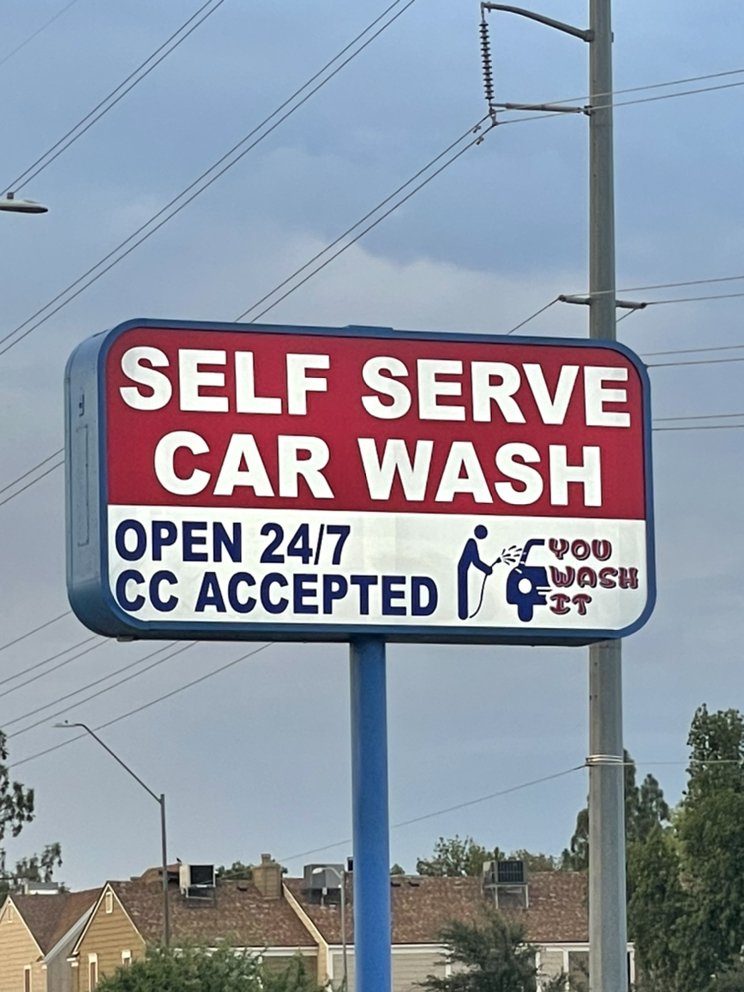 SELF SERVE
CAR WASH
OPEN 24/7
CC ACCEPTED
YOU
WASH
IT